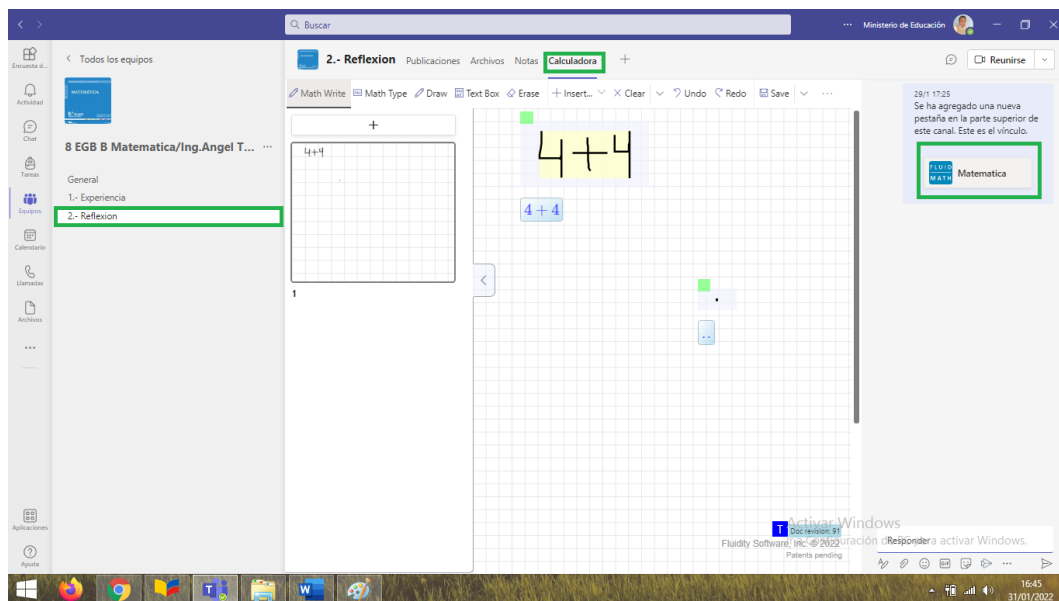 Buscar
Ministerio de Educación
Encuesta d...
Actividad
Chat
Tareas
Equipos
Calendario
Llamadas
Archivos
Aplicaciones
Ayuda
Todos los equipos
MATEMÁTICA
8 EGB B Matematica/Ing.Angel T... ...
General
1.- Experiencia
2.- Reflexion
2.- Reflexion Publicaciones Archivos Notas Calculadora +
Reunirse
Math Write Math Type Draw Text Box Erase + Insert... Clear Undo Redo Save ...
+
4+4
1
4+4
4 + 4
.
..
T Doc revision: 91
Fluidity Software, Inc. © 2022
Patents pending
29/1 17:25
Se ha agregado una nueva
pestaña en la parte superior de
este canal. Este es el vínculo.
FLUID
MATH
Matematica
Activar Windows
Responder
a activar Windows.
GIF
16:45
31/01/2022